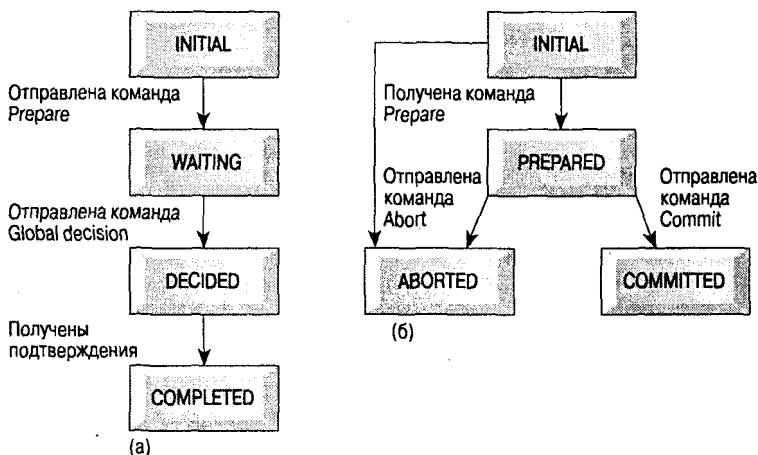 INITIAL
Отправлена команда
Prepare
WAITING
Отправлена команда
Global decision
DECIDED
Получены
подтверждения
COMPLETED
(а)
INITIAL
Получена команда
Prepare
PREPARED
Отправлена
команда
Abort
Отправлена
команда
Commit
ABORTED
COMMITTED
(б)